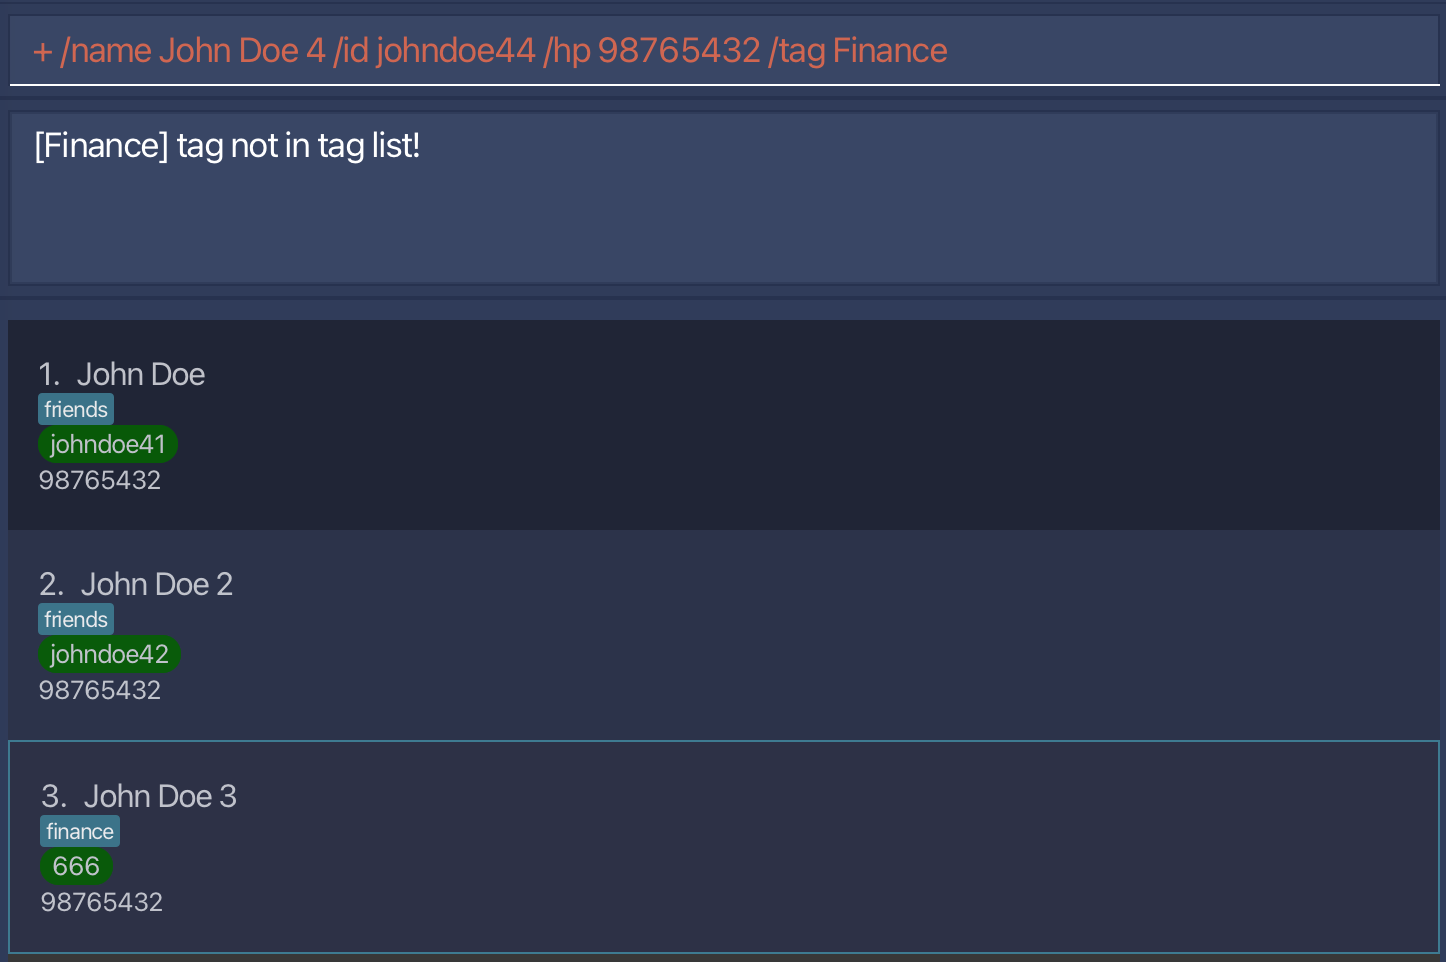 + /name John Doe 4 /id johndoe44 /hp 98765432 /tag Finance
[Finance] tag not in tag list!
1. John Doe
friends
johndoe41
98765432
2. John Doe 2
friends
johndoe42
98765432
3. John Doe 3
finance
666
98765432